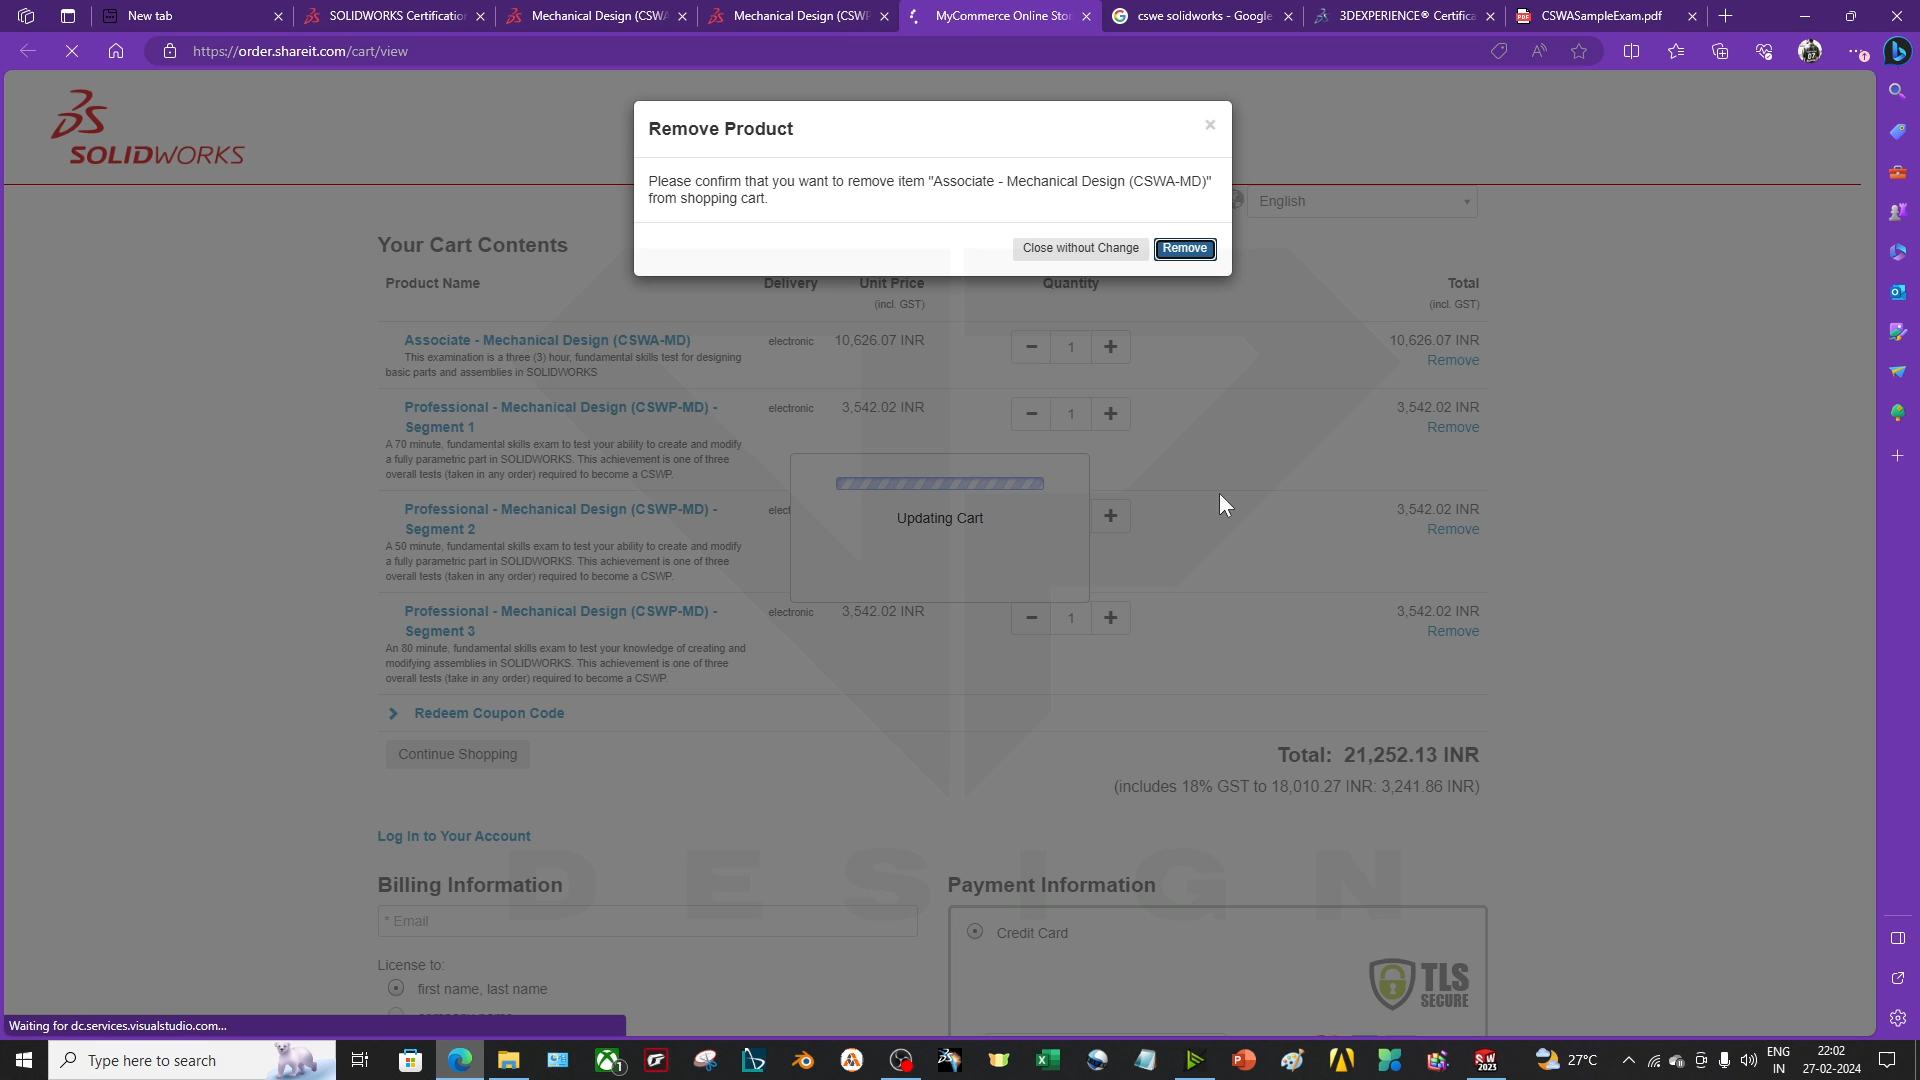 New tab
SOLIDWORKS Certificatio
Mechanical Design (CSWA
Mechanical Design (CSWP
MyCommerce Online Stor
cswe solidworks - Google
3DEXPERIENCE® Certifica
CSWASampleExam.pdf
https://order.shareit.com/cart/view
SOLIDWORKS
English
Remove Product
Please confirm that you want to remove item "Associate - Mechanical Design (CSWA-MD)"
from shopping cart.
Close without Change
Remove
Your Cart Contents
Product Name Delivery Unit Price Quantity Total
(incl. GST) (incl. GST)
Associate - Mechanical Design (CSWA-MD) electronic 10,626.07 INR 1 10,626.07 INR
This examination is a three (3) hour, fundamental skills test for designing Remove
basic parts and assemblies in SOLIDWORKS
Professional - Mechanical Design (CSWP-MD) - electronic 3,542.02 INR 1 3,542.02 INR
Segment 1 Remove
A 70 minute, fundamental skills exam to test your ability to create and modify
a fully parametric part in SOLIDWORKS. This achievement is one of three
overall tests (taken in any order) required to become a CSWP.
Professional - Mechanical Design (CSWP-MD) - elect 3,542.02 INR
Segment 2 Remove
A 50 minute, fundamental skills exam to test your ability to create and modify
a fully parametric part in SOLIDWORKS. This achievement is one of three
overall tests (taken in any order) required to become a CSWP.
Updating Cart
Professional - Mechanical Design (CSWP-MD) - electronic 3,542.02 INR 1 3,542.02 INR
Segment 3 Remove
An 80 minute, fundamental skills exam to test your knowledge of creating and
modifying assemblies in SOLIDWORKS. This achievement is one of three
overall tests (take in any order) required to become a CSWP.
Redeem Coupon Code
Continue Shopping
Total: 21,252.13 INR
(includes 18% GST to 18,010.27 INR: 3,241.86 INR)
Log In to Your Account
DESIGN
Billing Information
Payment Information
* Email
Credit Card
License to:
first name, last name
TLS
SECURE
Waiting for dc.services.visualstudio.com...
Type here to search
27°C
ENG
IN
22:02
27-02-2024